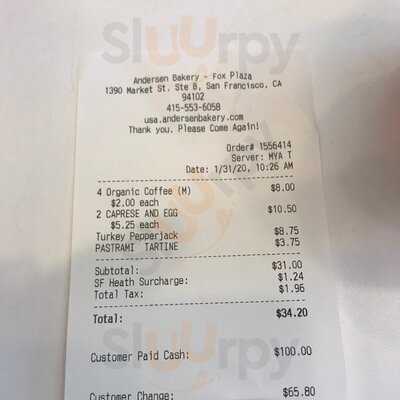 Slurpy
Andersen Bakery - Fox Plaza
1390 Market St. Ste B, San Francisco, CA
94102
415-553-6058
usa.andersenbakery.com
Thank you. Please Come Again!
Order# 1556414
Server: MYA T
Date: 1/31/20, 10:26 AM
4 Organic Coffee (M) $8.00
$2.00 each
2 CAPRESE AND EGG $10.50
$5.25 each
Turkey Pepperjack $8.75
PASTRAMI TARTINE $3.75
Subtotal: $31.00
SF Heath Surcharge: $1.24
Total Tax: $1.96
Total: $34.20
Slurpy
Customer Paid Cash: $100.00
Customer Change: $65.80